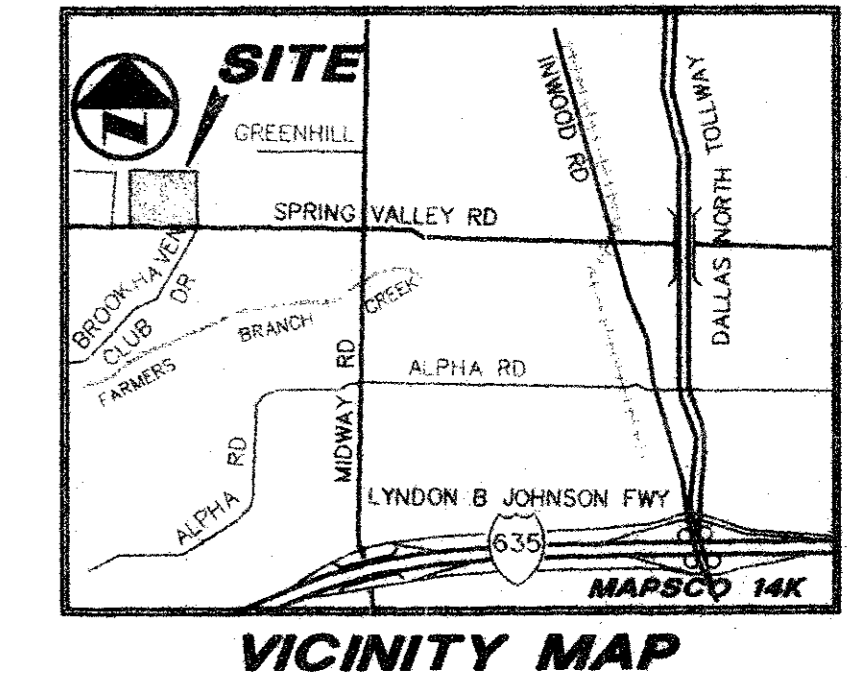 SITE
GREENHILL
INWOOD RD
DALLAS NORTH TOLLWAY
SPRING VALLEY RD
BROOKHAVEN
CLUB DR
FARMERS
BRANCH
CREEK
MIDWAY RD
ALPHA RD
ALPHA RD
LYNDON B JOHNSON FWY
635
MAPSCO 14K
VICINITY MAP